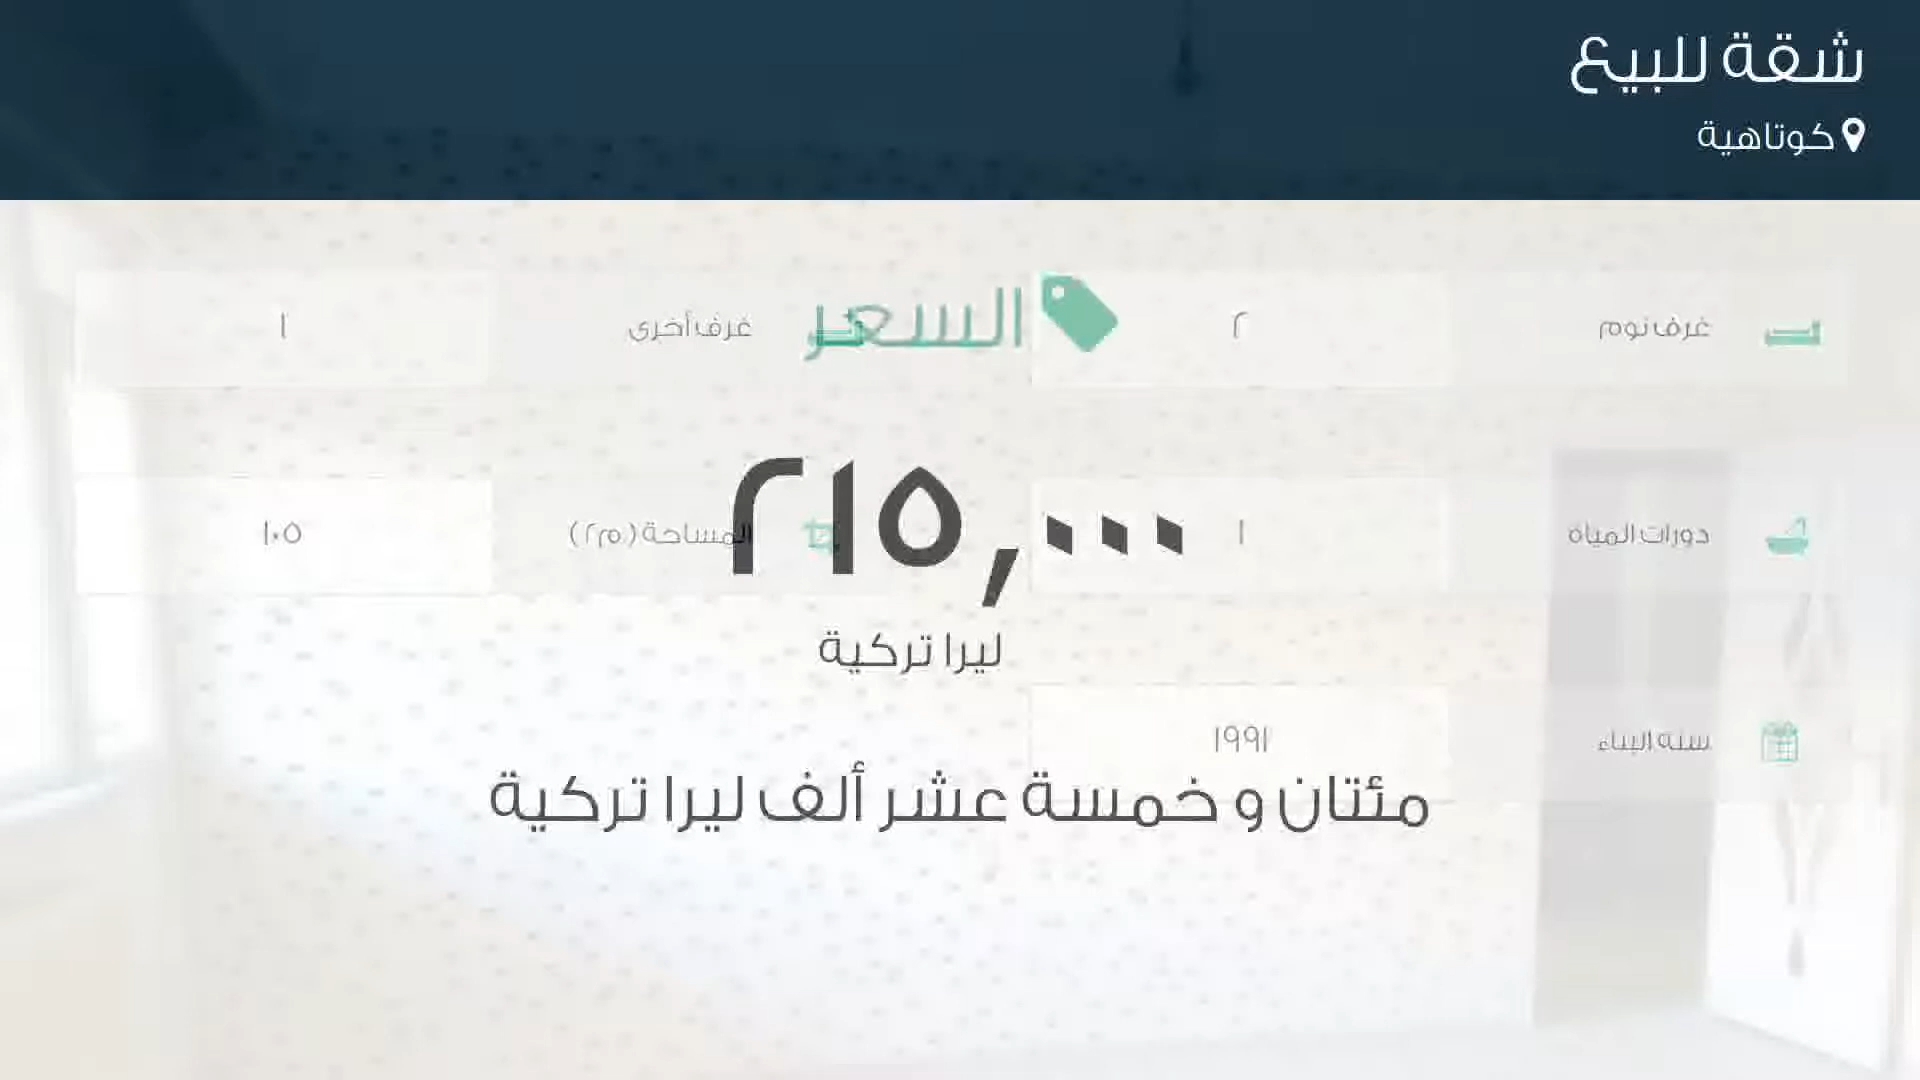 شقة للبيع
كوتاهية
السعر
غرف نوم ٢
غرف أخرى ١
٢١٥,٠٠٠
دورات المياه ١
المساحة (م٢) ١٠٥
ليرا تركية
سنة البناء ١٩٩١
مئتان و خمسة عشر ألف ليرا تركية